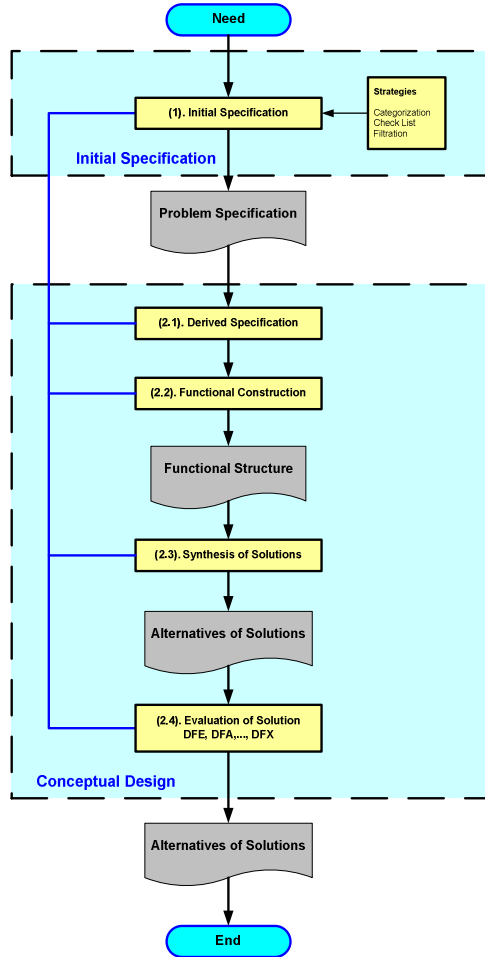 Need
(1). Initial Specification
Strategies
Categorization
Check List
Filtration
Initial Specification
Problem Specification
(2.1). Derived Specification
(2.2). Functional Construction
Functional Structure
(2.3). Synthesis of Solutions
Alternatives of Solutions
(2.4). Evaluation of Solution
DFE, DFA,..., DFX
Conceptual Design
Alternatives of Solutions
End